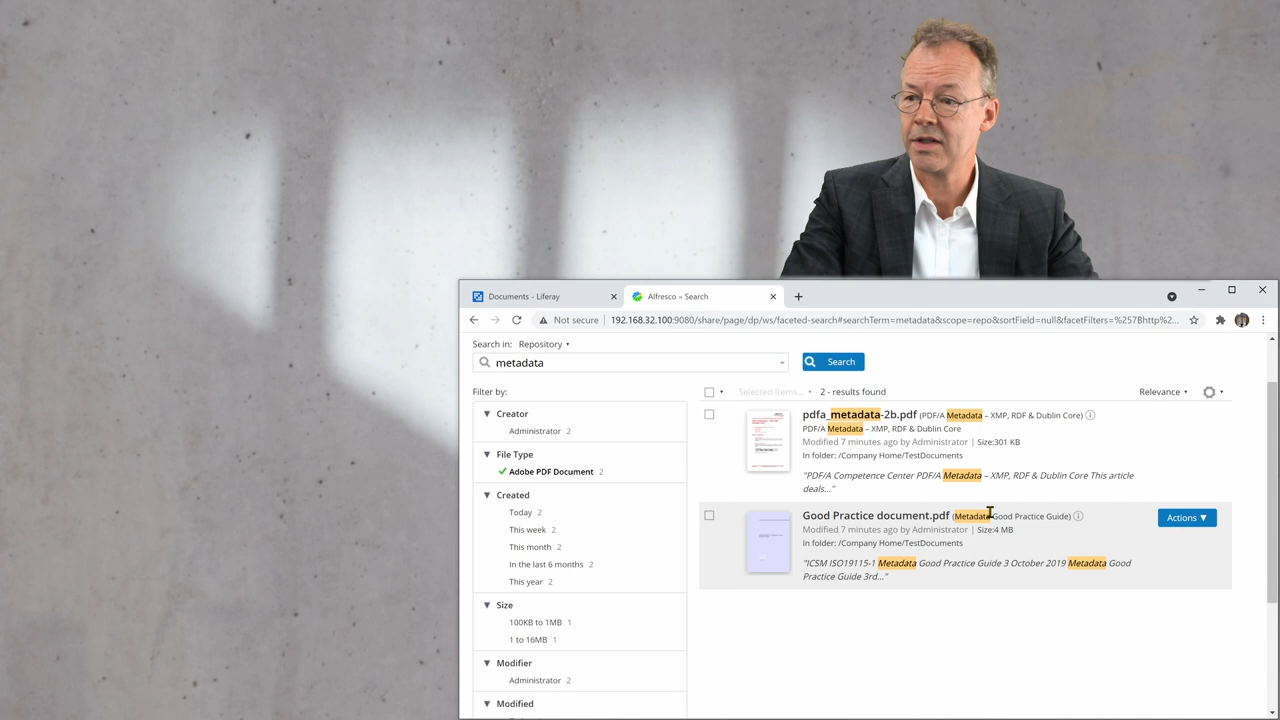 Documents - Liferay
Alfresco » Search
Not secure
192.168.32.100:9080/share/page/dp/ws/faceted-search#searchTerm=metadata&scope=repo&sortField=null&facetFilters=%257Bhttp%2...
Search in: Repository
metadata
Search
Filter by:
Selected Items...
2 - results found
Relevance
Creator
Administrator 2
File Type
Adobe PDF Document 2
Created
Today 2
This week 2
This month 2
In the last 6 months 2
This year 2
Size
100KB to 1MB 1
1 to 16MB 1
Modifier
Administrator 2
Modified
pdfa_metadata-2b.pdf (PDF/A Metadata – XMP, RDF & Dublin Core)
PDF/A Metadata – XMP, RDF & Dublin Core
Modified 7 minutes ago by Administrator | Size:301 KB
In folder: /Company Home/TestDocuments
"PDF/A Competence Center PDF/A Metadata – XMP, RDF & Dublin Core This article
deals..."
Good Practice document.pdf (Metadata Good Practice Guide)
Actions
Modified 7 minutes ago by Administrator | Size:4 MB
In folder: /Company Home/TestDocuments
"ICSM ISO19115-1 Metadata Good Practice Guide 3 October 2019 Metadata Good
Practice Guide 3rd..."